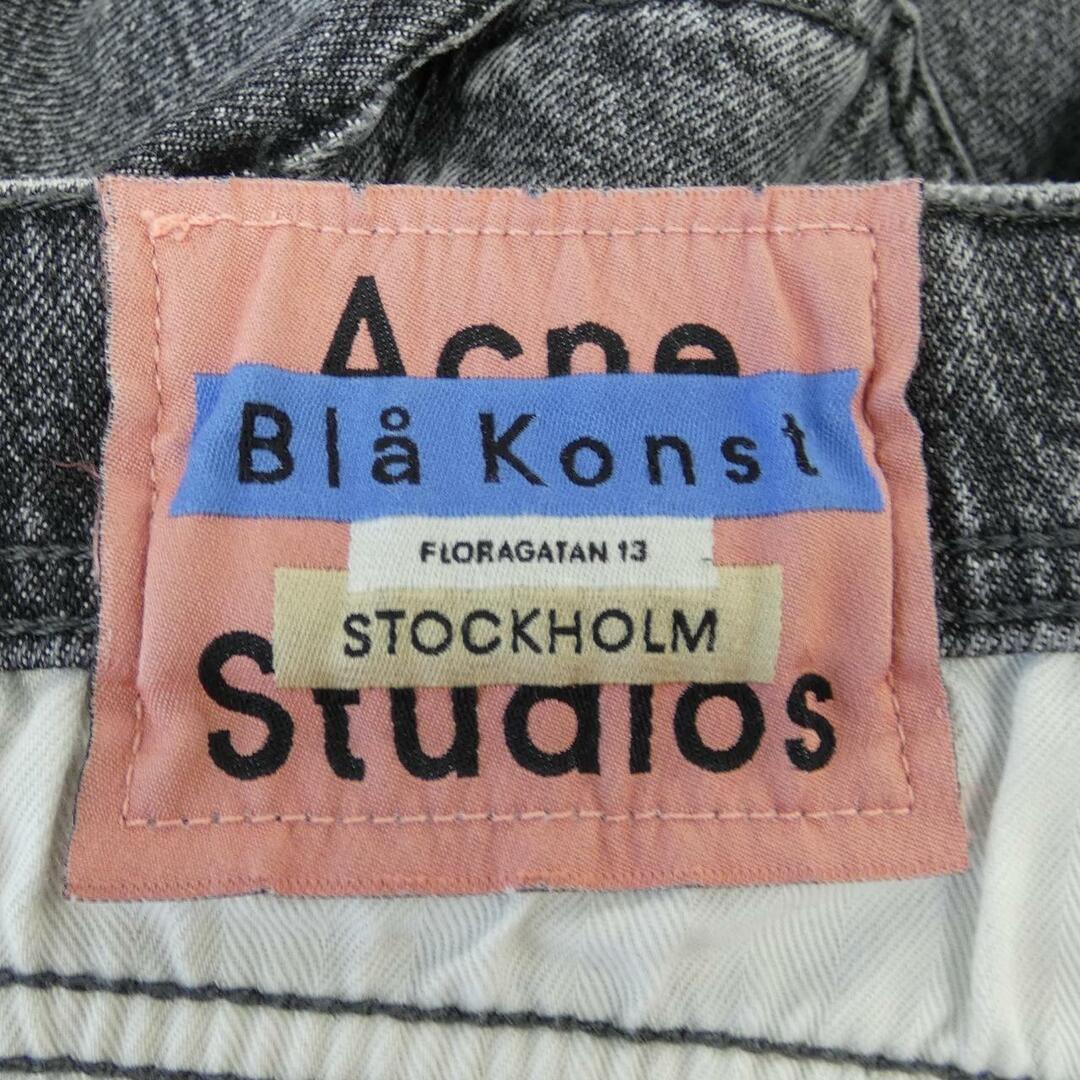 Acne
Blå Konst
FLORAGATAN 13
STOCKHOLM
Studios